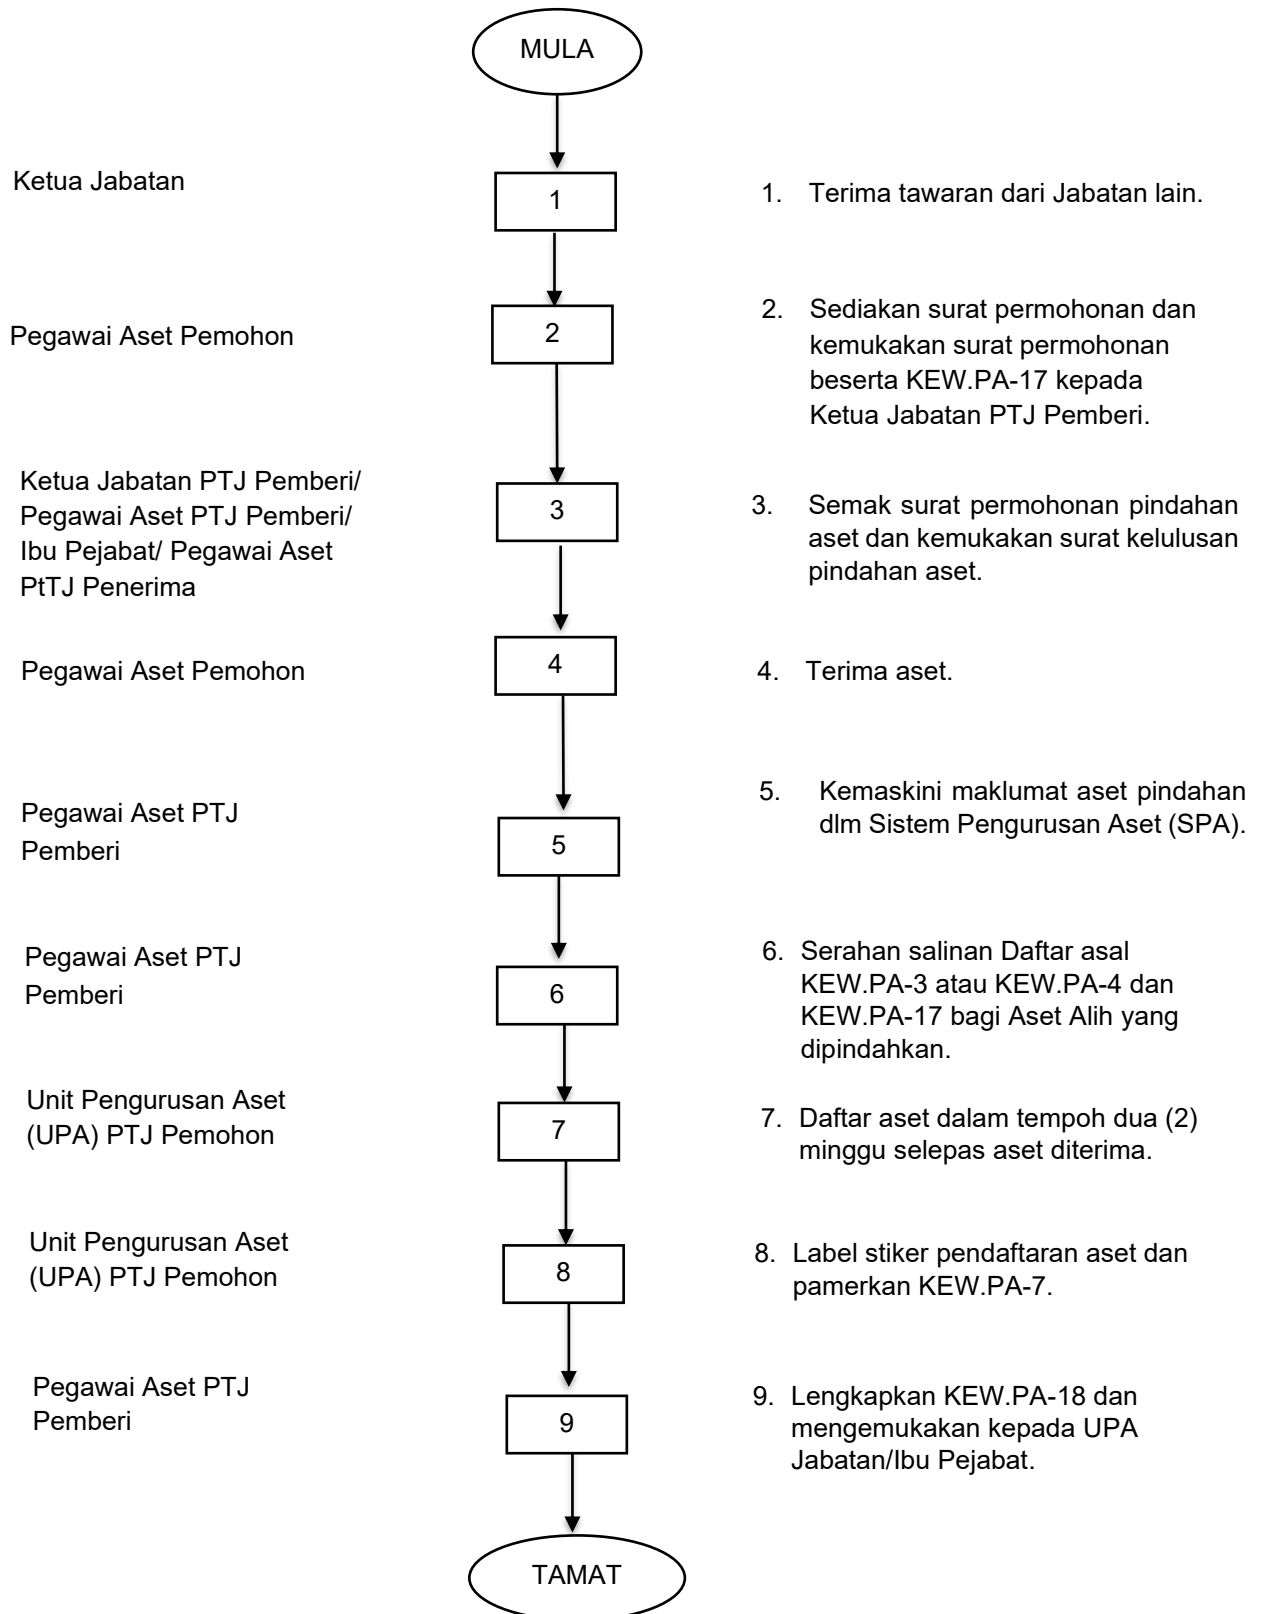 MULA
Ketua Jabatan
1
1. Terima tawaran dari Jabatan lain.
Pegawai Aset Pemohon
2
2. Sediakan surat permohonan dan
kemukakan surat permohonan
beserta KEW.PA-17 kepada
Ketua Jabatan PTJ Pemberi.
Ketua Jabatan PTJ Pemberi/
Pegawai Aset PTJ Pemberi/
Ibu Pejabat/ Pegawai Aset
PtTJ Penerima
3
3. Semak surat permohonan pindahan
aset dan kemukakan surat kelulusan
pindahan aset.
Pegawai Aset Pemohon
4
4. Terima aset.
Pegawai Aset PTJ
Pemberi
5
5. Kemaskini maklumat aset pindahan
dlm Sistem Pengurusan Aset (SPA).
Pegawai Aset PTJ
Pemberi
6
6. Serahan salinan Daftar asal
KEW.PA-3 atau KEW.PA-4 dan
KEW.PA-17 bagi Aset Alih yang
dipindahkan.
Unit Pengurusan Aset
(UPA) PTJ Pemohon
7
7. Daftar aset dalam tempoh dua (2)
minggu selepas aset diterima.
Unit Pengurusan Aset
(UPA) PTJ Pemohon
8
8. Label stiker pendaftaran aset dan
pamerkan KEW.PA-7.
Pegawai Aset PTJ
Pemberi
9
9. Lengkapkan KEW.PA-18 dan
mengemukakan kepada UPA
Jabatan/Ibu Pejabat.
TAMAT